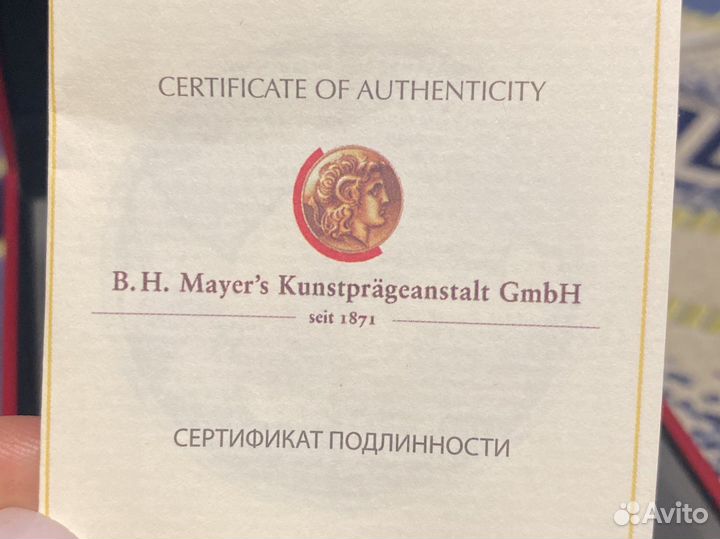 CERTIFICATE OF AUTHENTICITY
B.H. Mayer's Kunstprägeanstalt GmbH
seit 1871
СЕРТИФИКАТ ПОДЛИННОСТИ
Avito